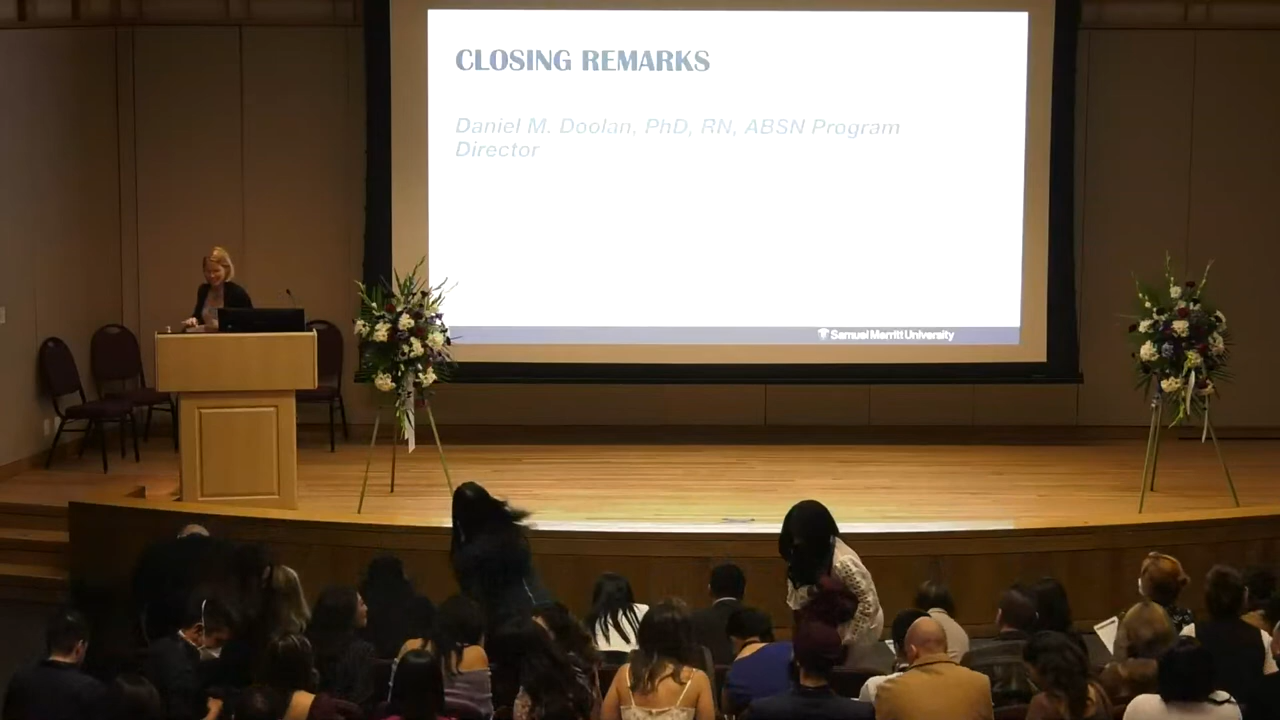 CLOSING REMARKS
Daniel M. Doolan, PhD, RN, ABSN Program
Director
Samuel Merritt University